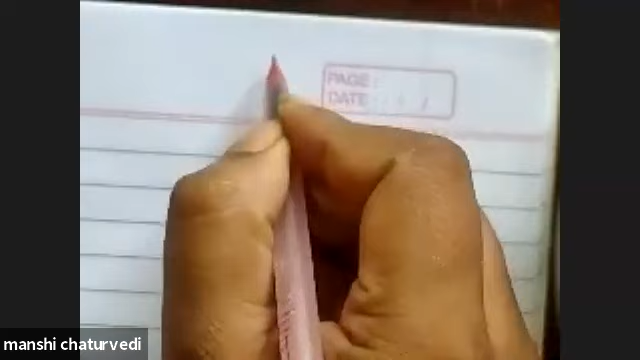 PAGE :
DATE : / /
manshi chaturvedi